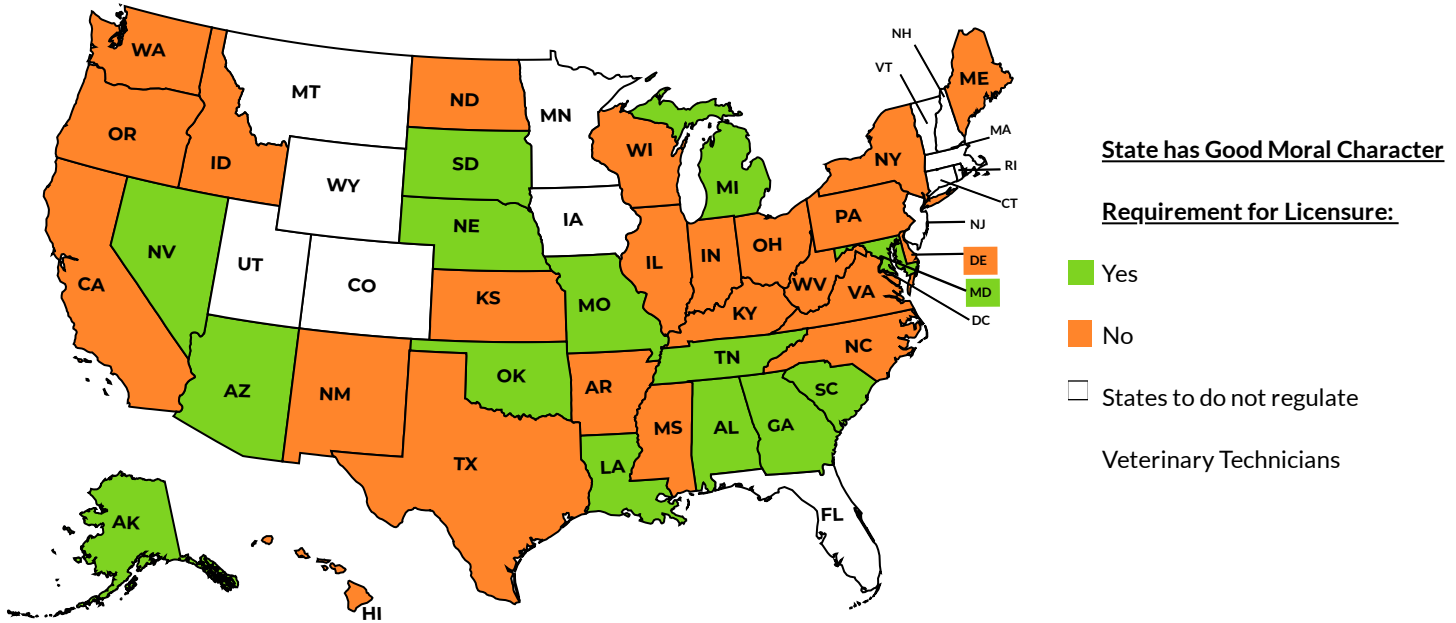 NH
WA
VT
ME
MT
ND
MN
OR
MA
ID
SD
WI
NY
RI
WY
MI
CT
NE
IA
PA
NJ
NV
UT
IL
IN
OH
DE
CA
CO
KS
MO
WV
VA
MD
KY
DC
NC
TN
AZ
NM
OK
AR
SC
MS
AL
GA
TX
LA
AK
FL
HI
State has Good Moral Character
Requirement for Licensure:
Yes
No
States to do not regulate
Veterinary Technicians